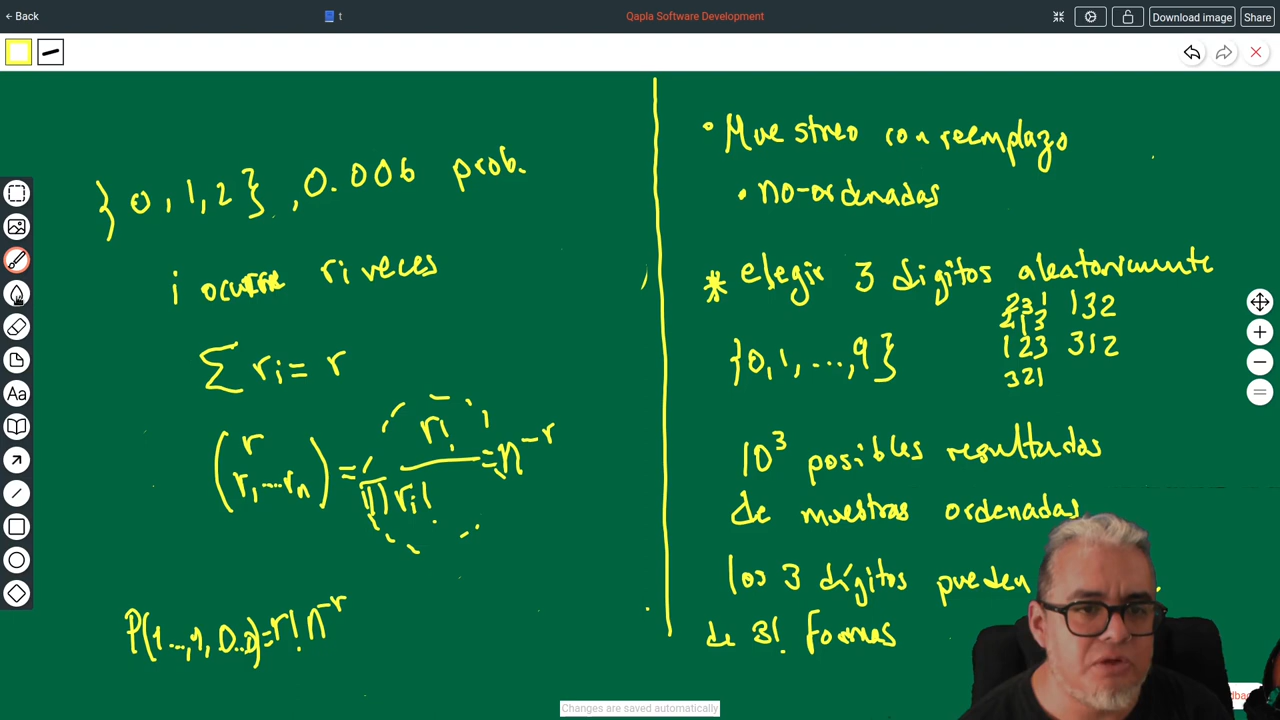 ← Back
t
Qapla Software Development
Download image
Share
{0, 1, 2}, 0.006 prob.
i ocurre ri veces
∑ ri = r
(r
r, ... rn) = r! / ∏ ri! = n^-r
P(1...,1, 0..0) = r! n^-r
• Muestreo con reemplazo
• no-ordenadas
* elegir 3 digitos aleatoriamente
{0, 1, ..., 9}
231 132
213
123 312
321
10³ posibles resultados
de muestras ordenadas
los 3 dígitos pueden
de 3! formas
Aa
Changes are saved automatically